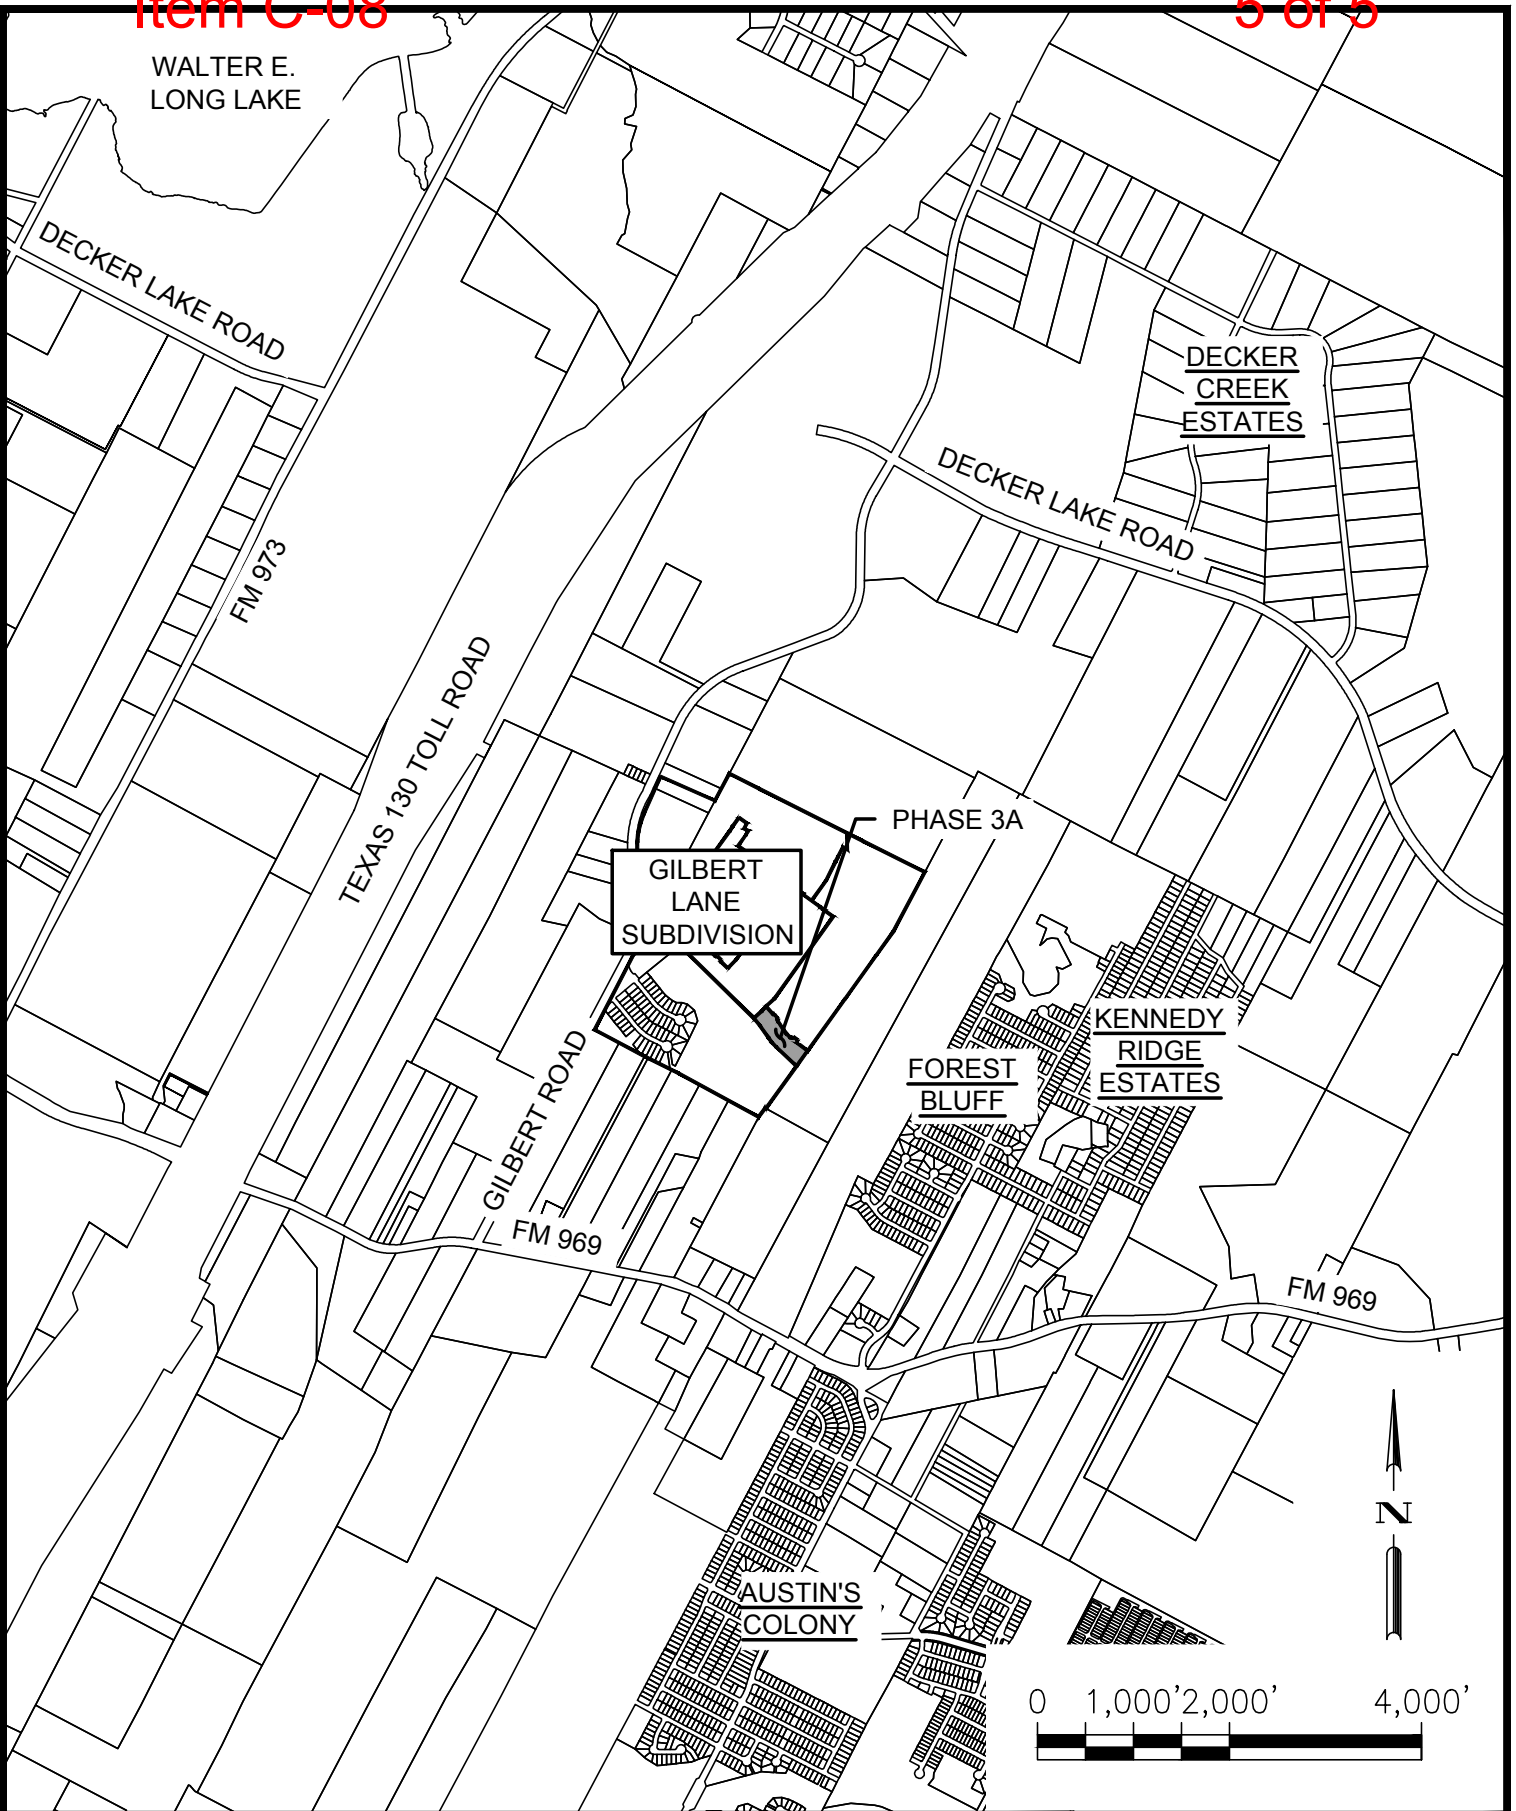 Item C-08
5 of 5
WALTER E.
LONG LAKE
DECKER LAKE ROAD
DECKER
CREEK
ESTATES
DECKER LAKE ROAD
FM 973
TEXAS 130 TOLL ROAD
PHASE 3A
GILBERT
LANE
SUBDIVISION
KENNEDY
RIDGE
ESTATES
FOREST
BLUFF
GILBERT ROAD
FM 969
FM 969
N
AUSTIN'S
COLONY
0 1,000' 2,000' 4,000'